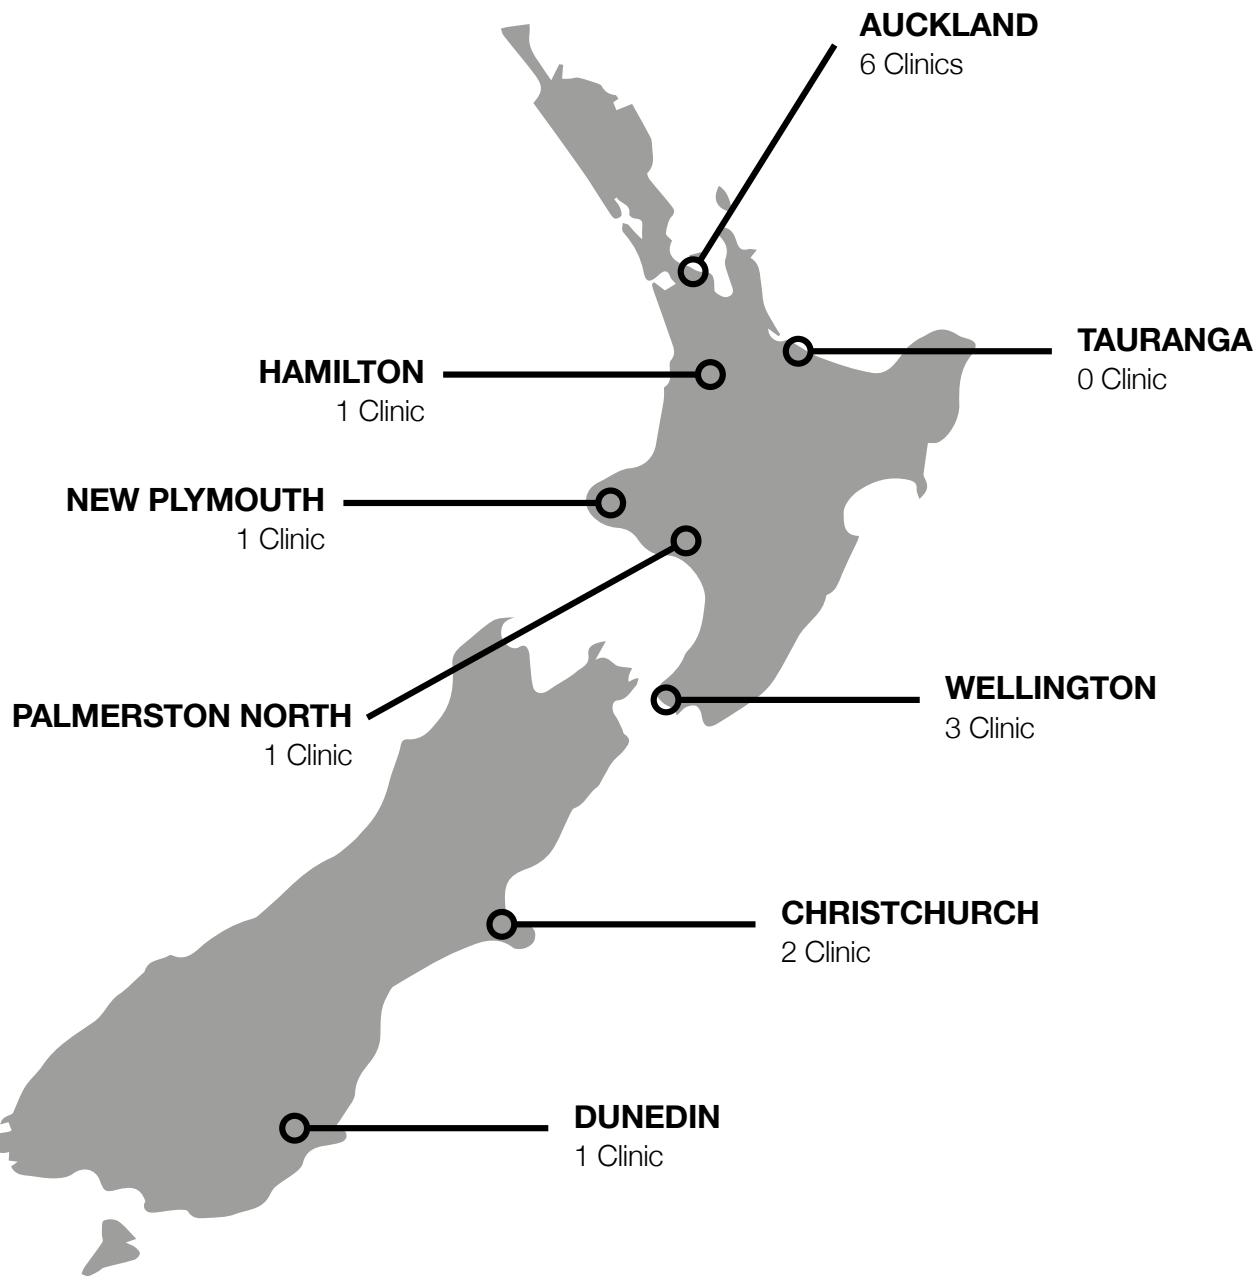 AUCKLAND
6 Clinics
TAURANGA
0 Clinic
HAMILTON
1 Clinic
NEW PLYMOUTH
1 Clinic
PALMERSTON NORTH
1 Clinic
WELLINGTON
3 Clinic
CHRISTCHURCH
2 Clinic
DUNEDIN
1 Clinic